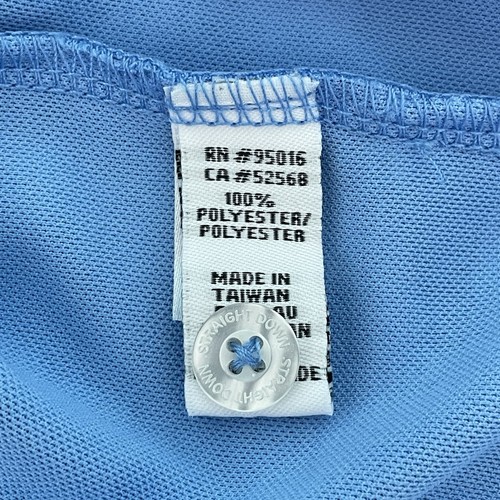 RN #95016
CA #52568
100%
POLYESTER/
POLYESTER
MADE IN
TAIWAN
STRAIGHT DOWN STRAIGHT DOWN